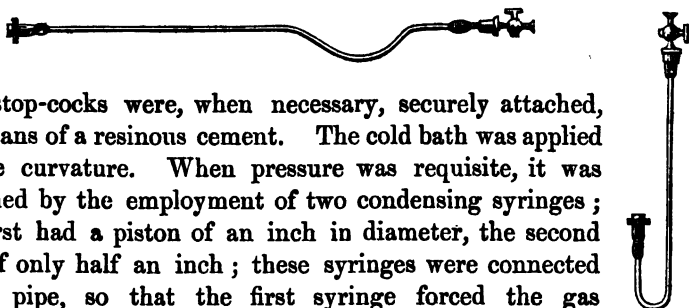 stop-cocks were, when necessary, securely attached,
ans of a resinous cement. The cold bath was applied
e curvature. When pressure was requisite, it was
ned by the employment of two condensing syringes;
rst had a piston of an inch in diameter, the second
f only half an inch; these syringes were connected
pipe, so that the first syringe forced the gas